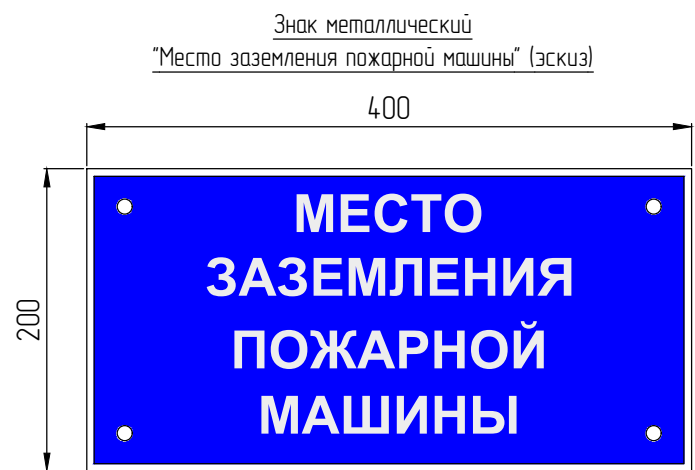 Знак металлический
"Место заземления пожарной машины" (эскиз)
400
200
МЕСТО
ЗАЗЕМЛЕНИЯ
ПОЖАРНОЙ
МАШИНЫ